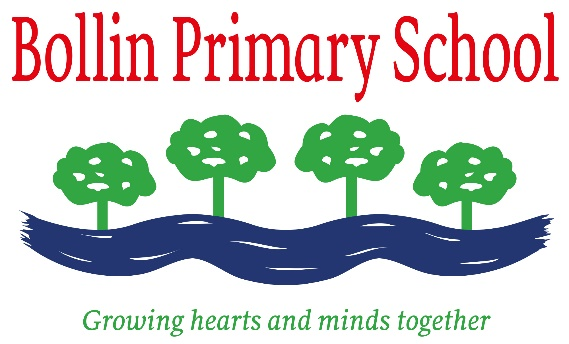 Bollin Primary School
Growing hearts and minds together